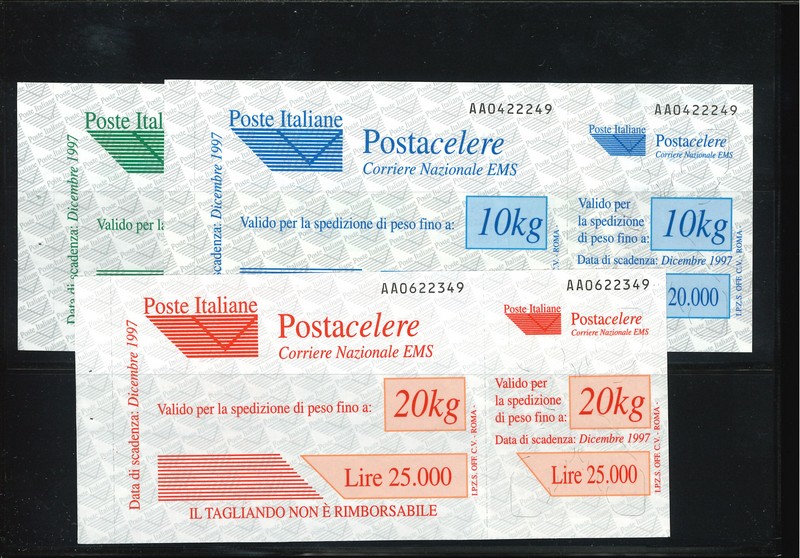 Poste Ital
Data di scadenza: Dicembre 1997
Valido per la
AA0422249
Poste Italiane
Postacelere
Corriere Nazionale EMS
Data di scadenza: Dicembre 1997
Valido per la spedizione di peso fino a:
10kg
AA0422249
Poste Italiane
Postacelere
Corriere Nazionale EMS
Valido per
la spedizione
di peso fino a:
10kg
Data di scadenza: Dicembre 1997
20.000
I.P.Z.S. OFF. C.V. - ROMA -
AA0622349
Poste Italiane
Postacelere
Corriere Nazionale EMS
Data di scadenza: Dicembre 1997
Valido per la spedizione di peso fino a:
20kg
Lire 25.000
IL TAGLIANDO NON È RIMBORSABILE
I.P.Z.S. OFF. C.V. - ROMA -
AA0622349
Poste Italiane
Postacelere
Corriere Nazionale EMS
Valido per
la spedizione
di peso fino a:
20kg
Data di scadenza: Dicembre 1997
Lire 25.000
I.P.Z.S. OFF. C.V. - ROMA -